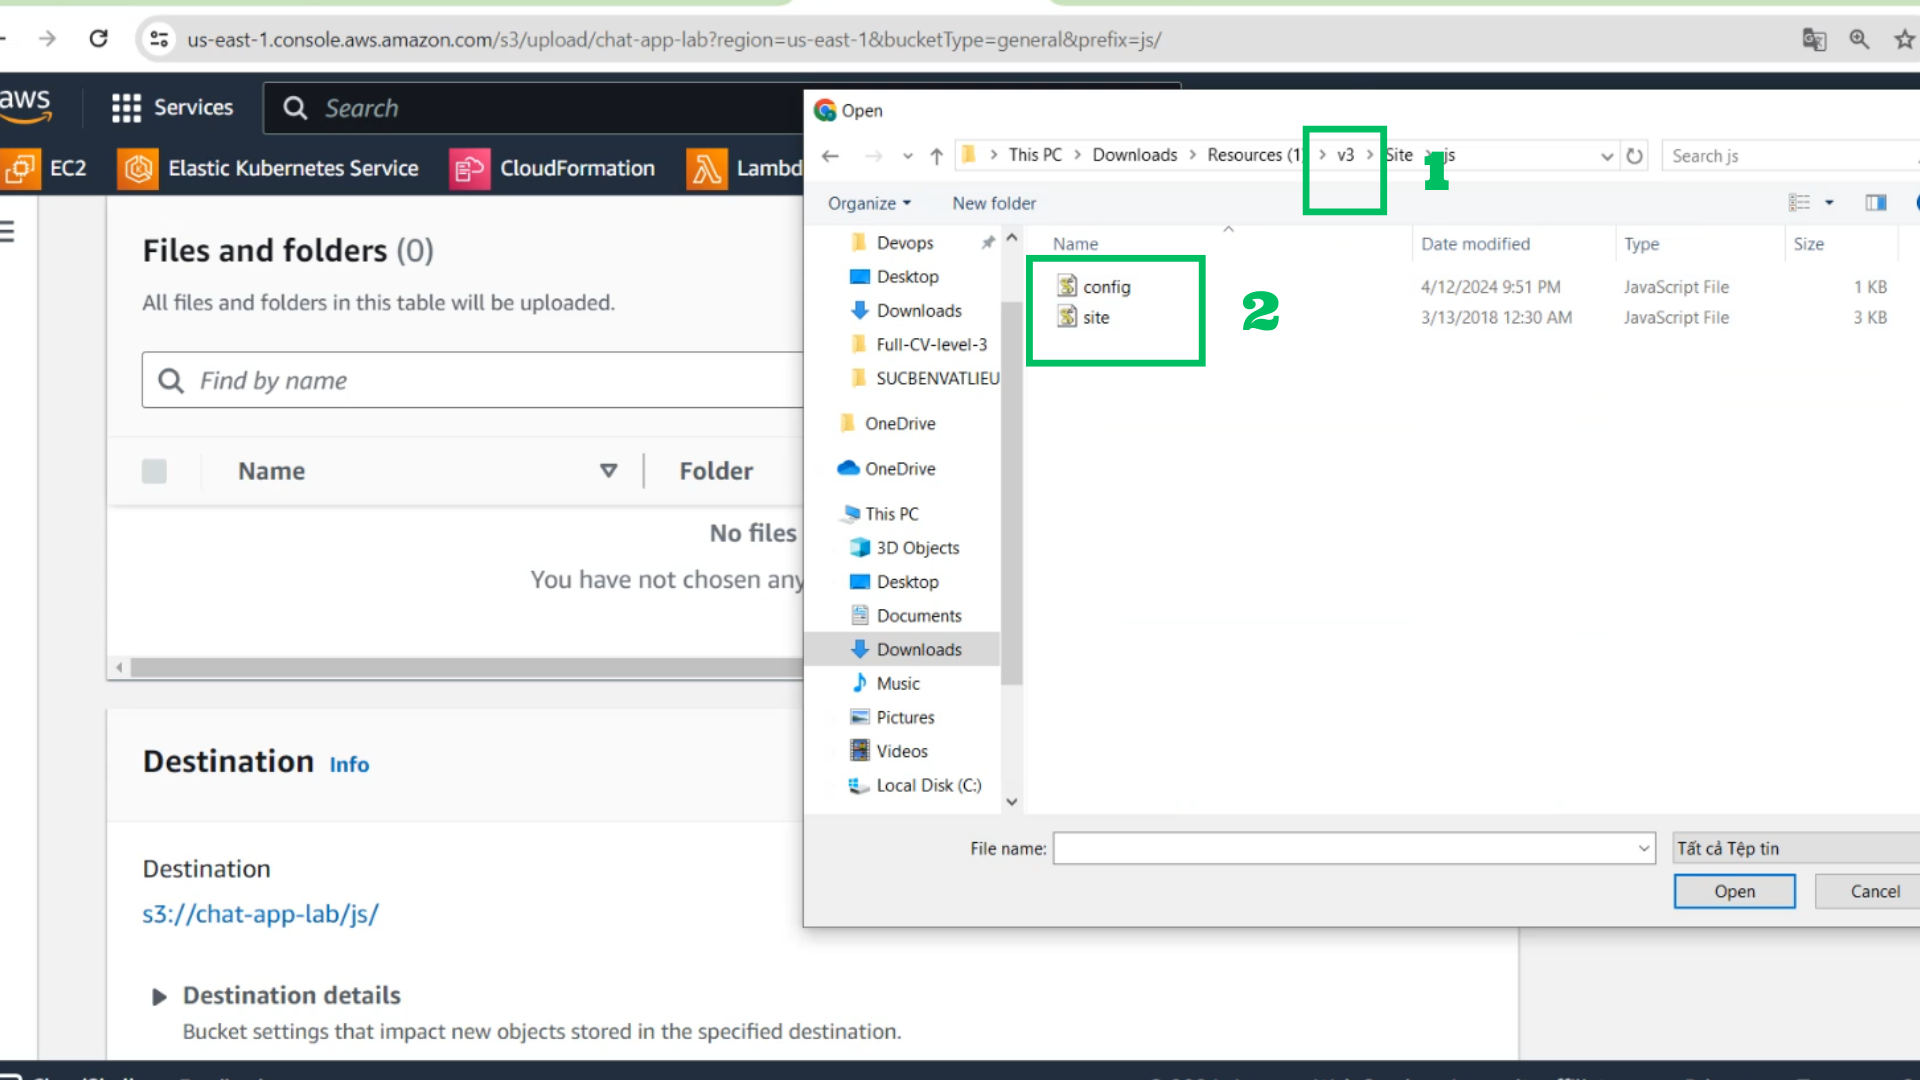 us-east-1.console.aws.amazon.com/s3/upload/chat-app-lab?region=us-east-1&bucketType=general&prefix=js/
aws
Services
Search
EC2
Elastic Kubernetes Service
CloudFormation
Lambd
Files and folders (0)
All files and folders in this table will be uploaded.
Find by name
Name
Folder
No files
You have not chosen any
Destination Info
Destination
s3://chat-app-lab/js/
Destination details
Bucket settings that impact new objects stored in the specified destination.
Open
This PC > Downloads > Resources (1 > v3 > Site > js
Search js
1
Organize
New folder
Name
Date modified
Type
Size
config
4/12/2024 9:51 PM
JavaScript File
1 KB
site
3/13/2018 12:30 AM
JavaScript File
3 KB
2
Devops
Desktop
Downloads
Full-CV-level-3
SUCBENVATLIEU
OneDrive
OneDrive
This PC
3D Objects
Desktop
Documents
Downloads
Music
Pictures
Videos
Local Disk (C:)
File name:
Tất cả Tệp tin
Open
Cancel